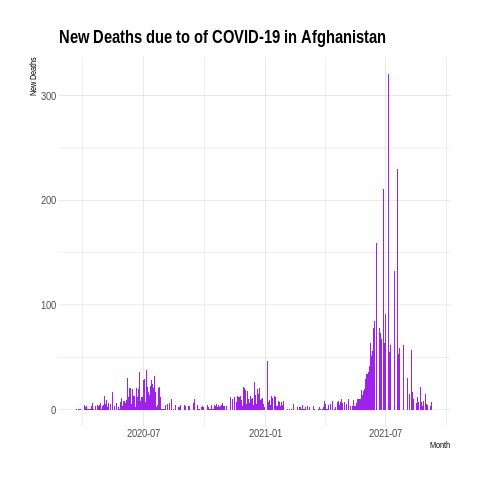 New Deaths due to of COVID-19 in Afghanistan
New Deaths
300
200
100
0
2020-07
2021-01
2021-07
Month